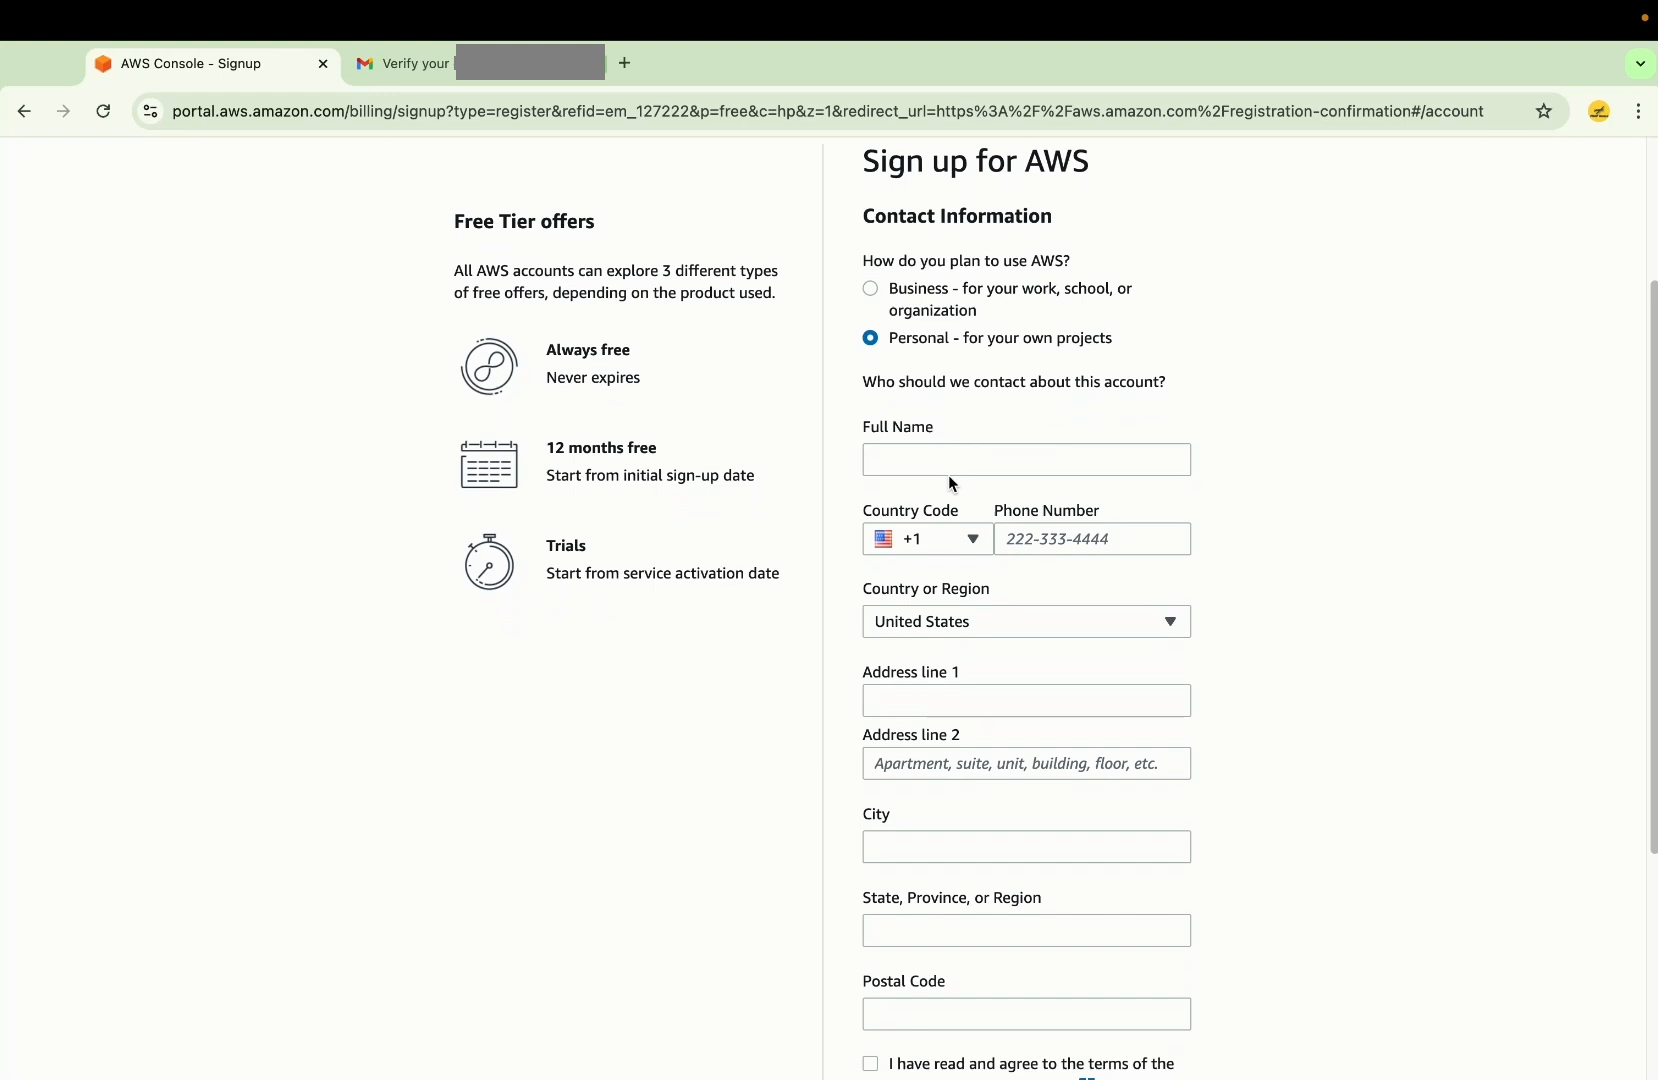 AWS Console - Signup
Verify your
portal.aws.amazon.com/billing/signup?type=register&refid=em_127222&p=free&c=hp&z=1&redirect_url=https%3A%2F%2Faws.amazon.com%2Fregistration-confirmation#/account
Sign up for AWS
Free Tier offers
All AWS accounts can explore 3 different types
of free offers, depending on the product used.
Always free
Never expires
12 months free
Start from initial sign-up date
Trials
Start from service activation date
Contact Information
How do you plan to use AWS?
Business - for your work, school, or
organization
Personal - for your own projects
Who should we contact about this account?
Full Name
Country Code Phone Number
+1 222-333-4444
Country or Region
United States
Address line 1
Address line 2
Apartment, suite, unit, building, floor, etc.
City
State, Province, or Region
Postal Code
I have read and agree to the terms of the